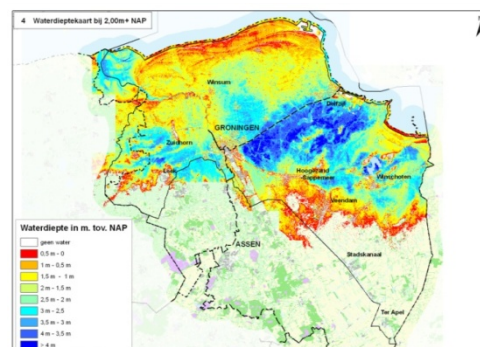 4 Waterdieptekaart bij 2,00m+ NAP
Winsum
Delfzijl
GRONINGEN
Zuidhorn
Leek
Hoogezand
Sappemeer
Winschoten
Veendam
ASSEN
Stadskanaal
Ter Apel
Waterdiepte in m. tov. NAP
geen water
0,5 m - 0
1 m - 0,5 m
1,5 m - 1 m
2 m - 1,5 m
2,5 m - 2 m
3 m - 2,5 m
3,5 m - 3 m
4 m - 3,5 m
> 4 m